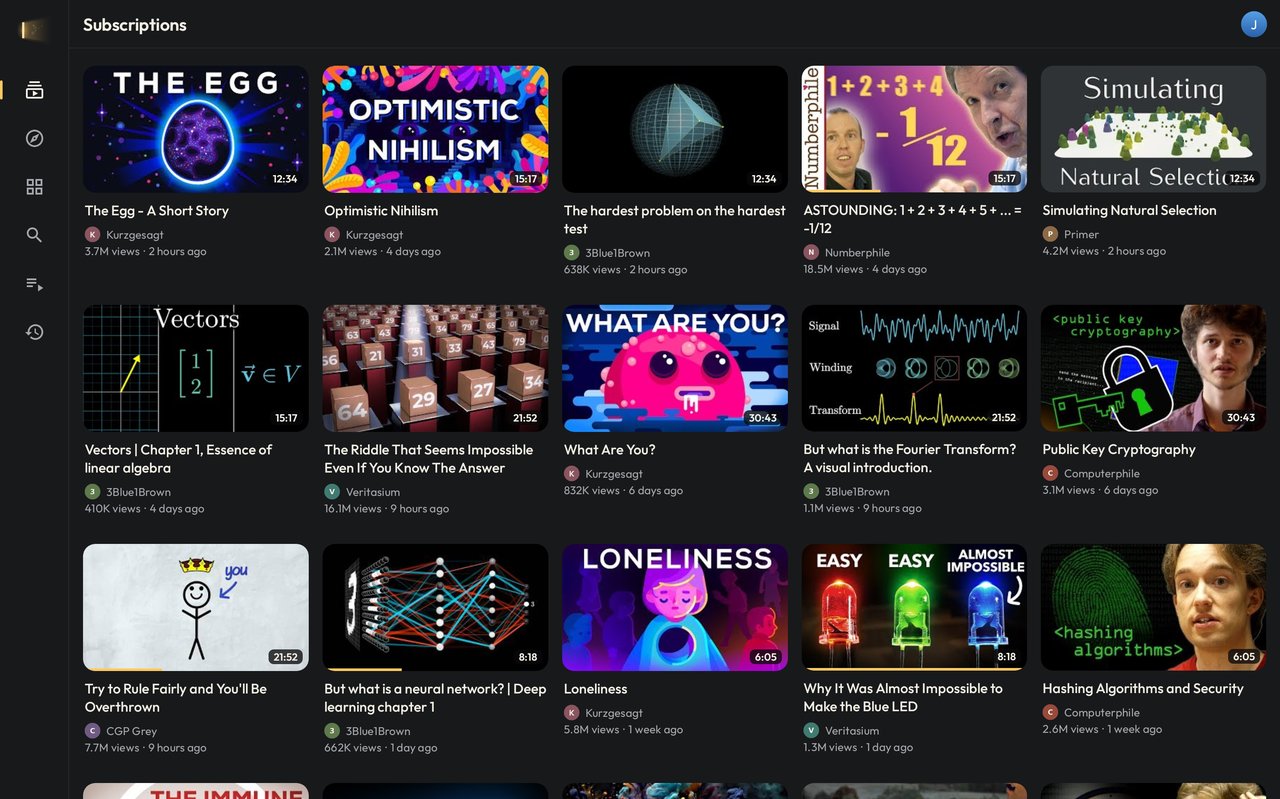 Subscriptions
J
THE EGG
12:34
The Egg - A Short Story
K Kurzgesagt
3.7M views · 2 hours ago
OPTIMISTIC
NIHILISM
15:17
Optimistic Nihilism
K Kurzgesagt
2.1M views · 4 days ago
12:34
The hardest problem on the hardest
test
3 3Blue1Brown
638K views · 2 hours ago
Numberphile
1+2+3+4
- 1/12
15:17
ASTOUNDING: 1 + 2 + 3 + 4 + 5 + ... =
-1/12
N Numberphile
18.5M views · 4 days ago
Simulating
Natural Selectio
12:34
Simulating Natural Selection
P Primer
4.2M views · 2 hours ago
Vectors
[1
2]
v ∈ V
15:17
Vectors | Chapter 1, Essence of
linear algebra
3 3Blue1Brown
410K views · 4 days ago
63 43 79
64 29 27 34
56 21 31 33 43
21:52
The Riddle That Seems Impossible
Even If You Know The Answer
V Veritasium
16.1M views · 9 hours ago
WHAT ARE YOU?
30:43
What Are You?
K Kurzgesagt
832K views · 6 days ago
Signal
Winding
Transform
21:52
But what is the Fourier Transform?
A visual introduction.
3 3Blue1Brown
1.1M views · 9 hours ago
<public key
cryptography>
send the message
to the recipient...
30:43
Public Key Cryptography
C Computerphile
3.1M views · 6 days ago
you
21:52
Try to Rule Fairly and You'll Be
Overthrown
C CGP Grey
7.7M views · 9 hours ago
3
8:18
But what is a neural network? | Deep
learning chapter 1
3 3Blue1Brown
662K views · 1 day ago
LONELINESS
6:05
Loneliness
K Kurzgesagt
5.8M views · 1 week ago
EASY
EASY
ALMOST
IMPOSSIBLE
8:18
Why It Was Almost Impossible to
Make the Blue LED
V Veritasium
1.3M views · 1 day ago
<hashing
algorithms>
6:05
Hashing Algorithms and Security
C Computerphile
2.6M views · 1 week ago
THE IMMUNE